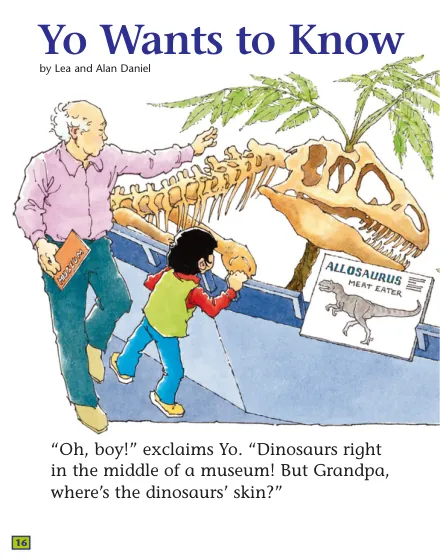 Yo Wants to Know
by Lea and Alan Daniel
MUSEUM
ALLOSAURUS
MEAT EATER
“Oh, boy!” exclaims Yo. “Dinosaurs right
in the middle of a museum! But Grandpa,
where’s the dinosaurs’ skin?”
16